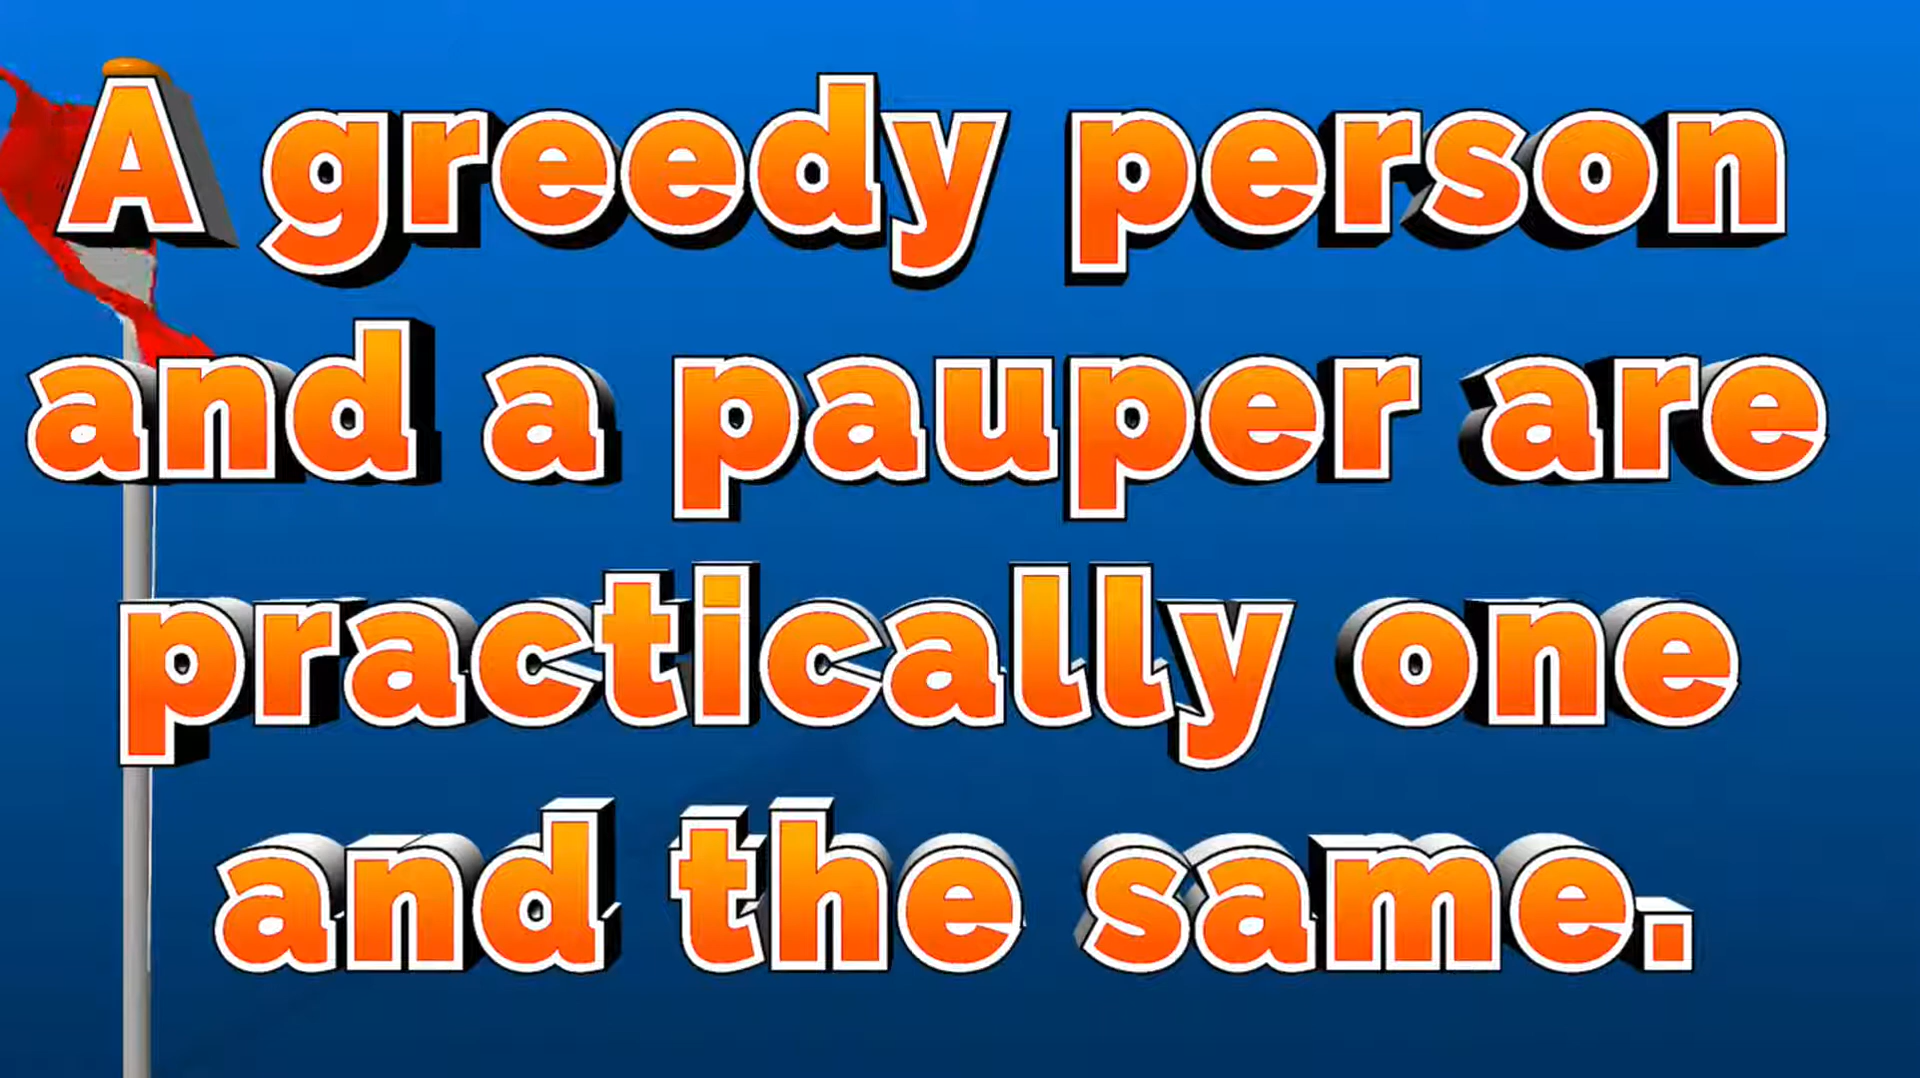 A greedy person
and a pauper are
practically one
and the same.